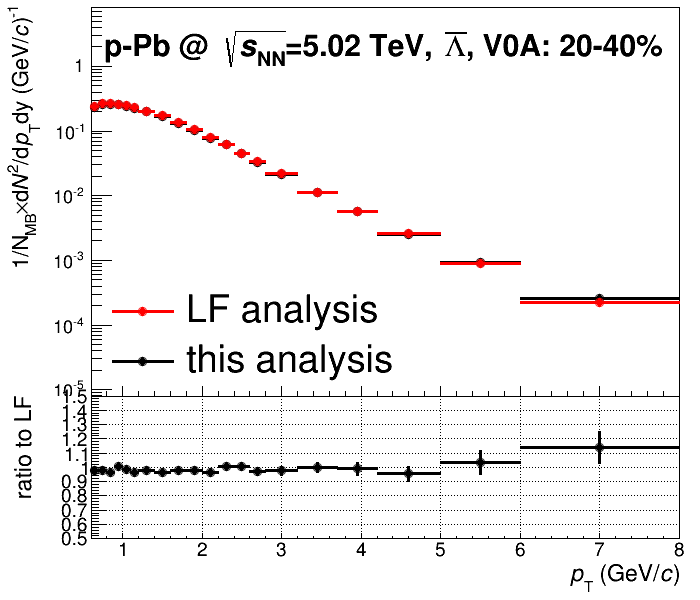 p-Pb @ √sNN=5.02 TeV, Λ̅, V0A: 20-40%
1/NMB×dN²/dpTdy (GeV/c)⁻¹
1
10⁻¹
10⁻²
10⁻³
10⁻⁴
10⁻⁵
LF analysis
this analysis
ratio to LF
1.5
1.4
1.3
1.2
1.1
1
0.9
0.8
0.7
0.6
0.5
1 2 3 4 5 6 7 8
pT (GeV/c)